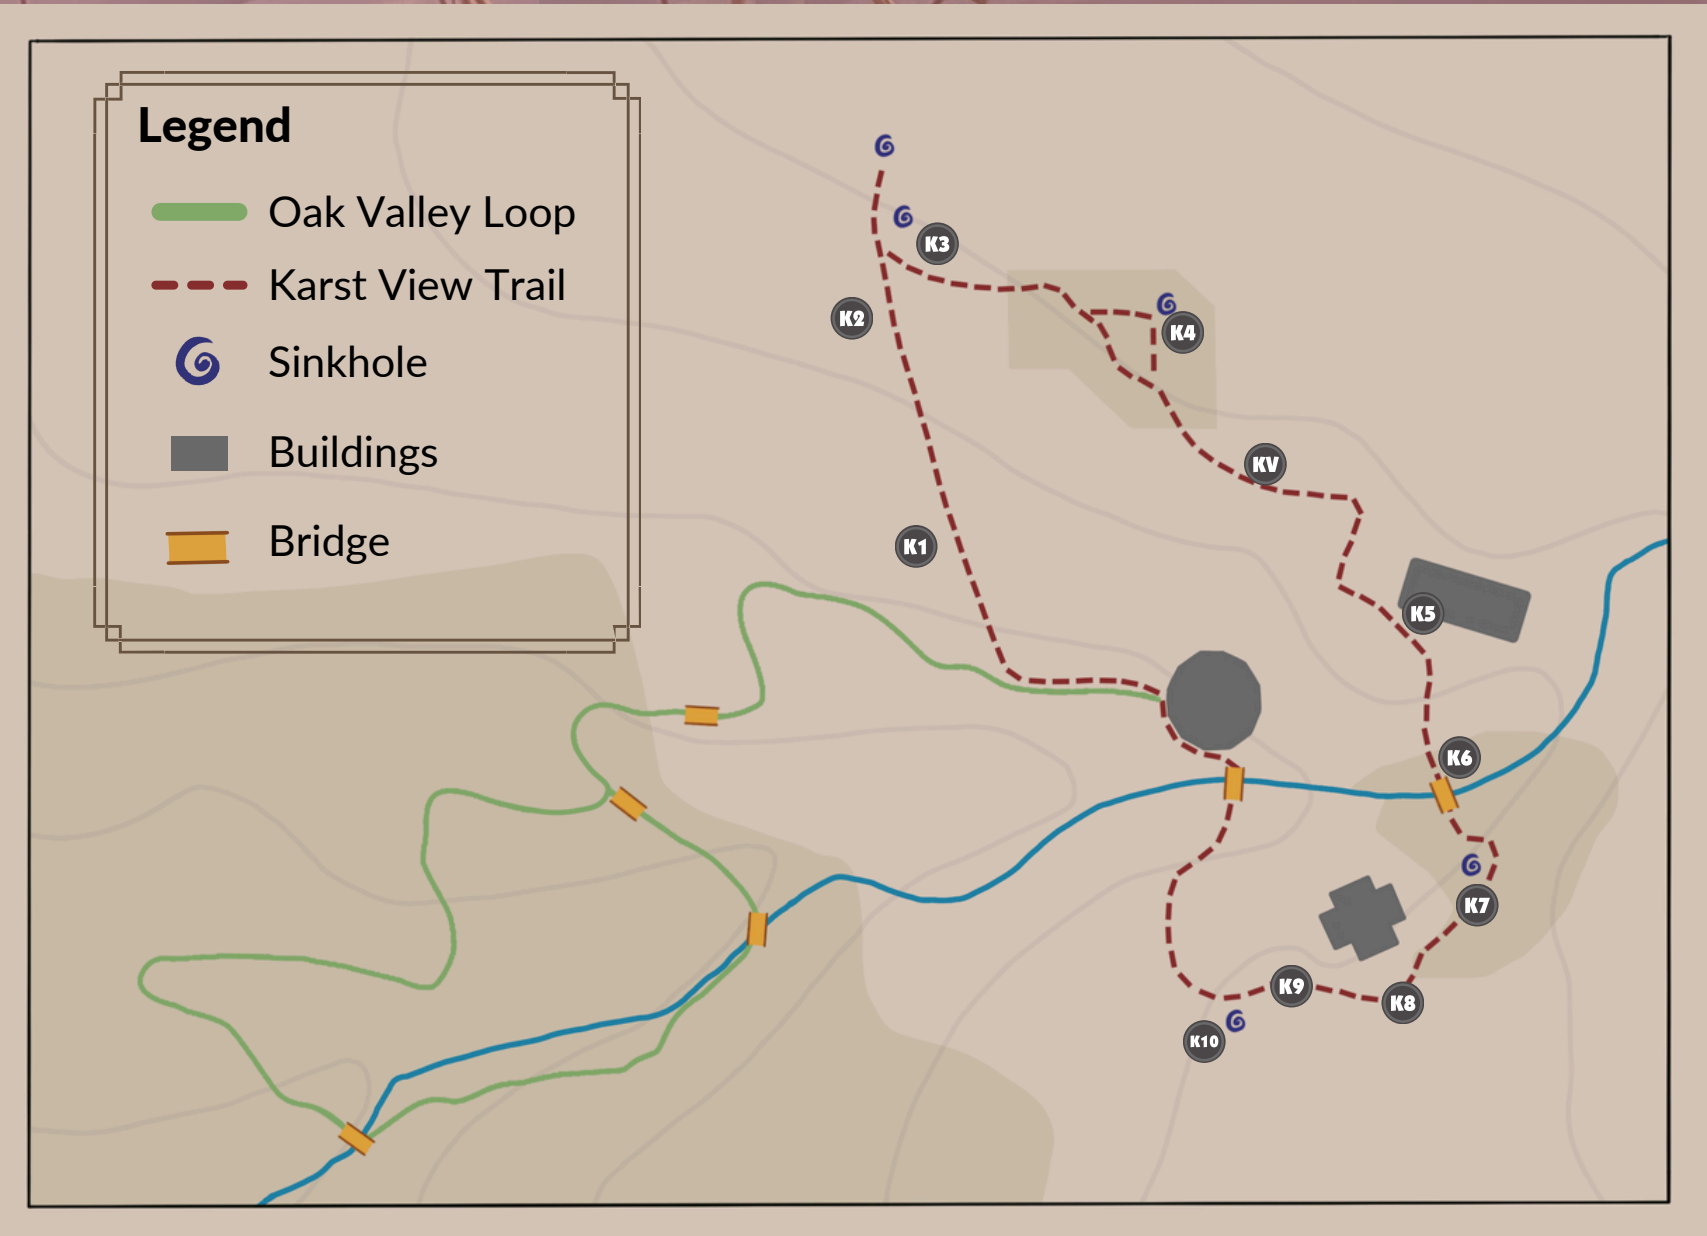 Legend
Oak Valley Loop
Karst View Trail
Sinkhole
Buildings
Bridge
K3
K2
K4
KV
K1
K5
K6
K7
K9
K8
K10